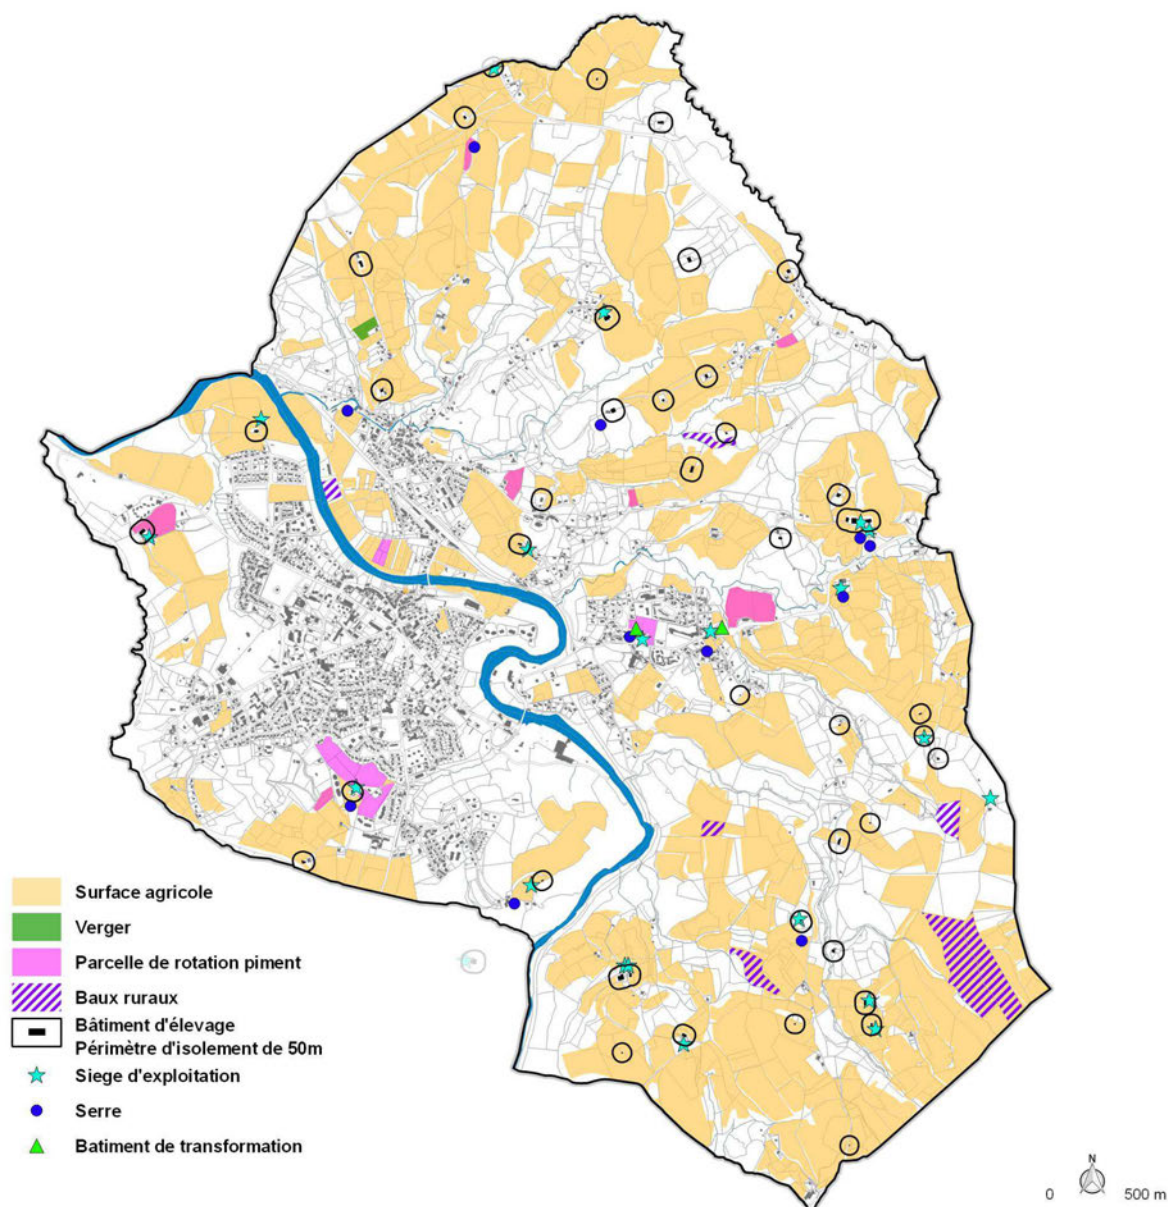 Surface agricole
Verger
Parcelle de rotation piment
Baux ruraux
Bâtiment d'élevage
Périmètre d'isolement de 50m
Siege d'exploitation
Serre
Batiment de transformation
N
0 500 m